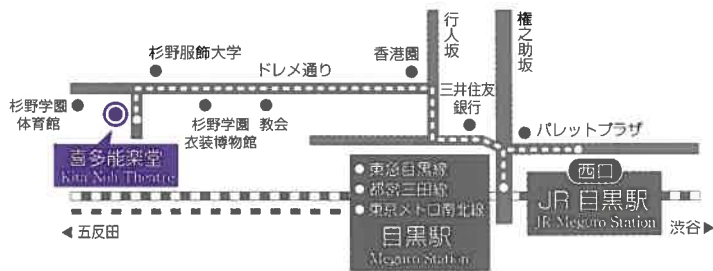 行人坂
権之助坂
杉野服飾大学
香港園
ドレメ通り
三井住友
銀行
杉野学園
体育館
杉野学園
衣装博物館
教会
パレットプラザ
喜多能楽堂
Kita Noh Theatre
東急目黒線
都営三田線
東京メトロ南北線
目黒駅
Meguro Station
西口
JR 目黒駅
JR Meguro Station
◀ 五反田
渋谷 ▶